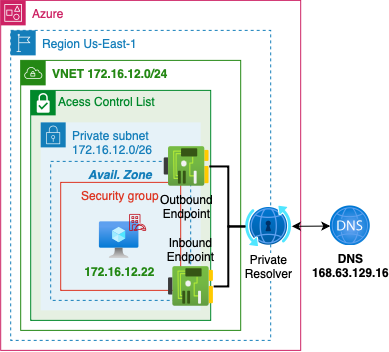 Azure
Region Us-East-1
VNET 172.16.12.0/24
Acess Control List
Private subnet
172.16.12.0/26
Avail. Zone
Security group
Outbound
Endpoint
172.16.12.22
Inbound
Endpoint
Private
Resolver
DNS
DNS
168.63.129.16